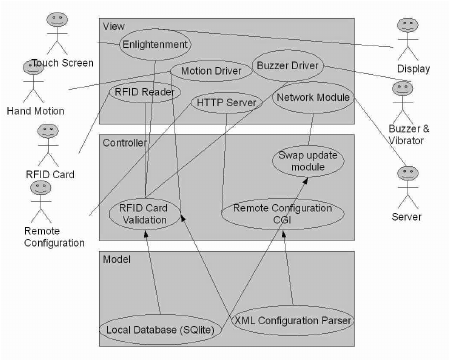 View
Enlightenment
Touch Screen
Display
Motion Driver
Buzzer Driver
RFID Reader
HTTP Server
Network Module
Hand Motion
Buzzer &
Vibrator
Controller
Swap update
module
RFID Card
RFID Card
Validation
Remote Configuration
CGI
Remote
Configuration
Server
Model
Local Database (SQlite)
XML Configuration Parser